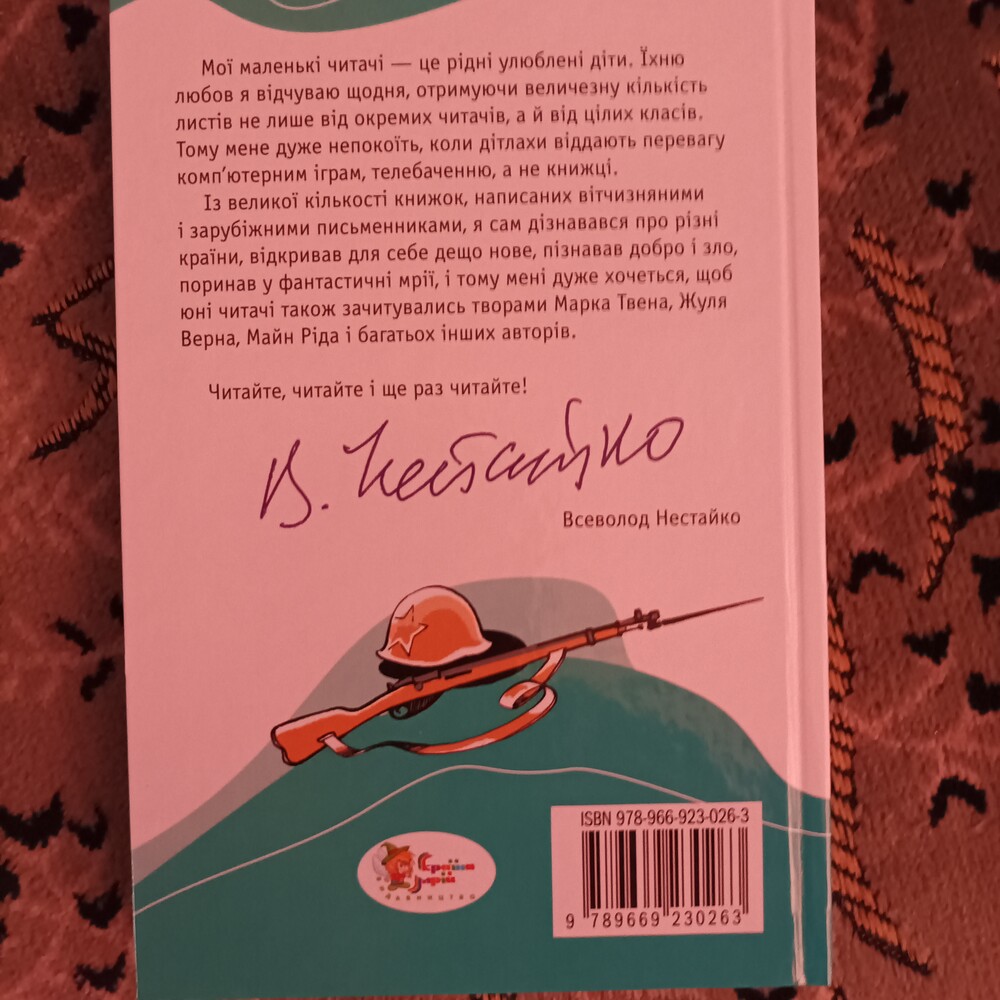 Мої маленькі читачі — це рідні улюблені діти. Їхню
любов я відчуваю щодня, отримуючи величезну кількість
листів не лише від окремих читачів, а й від цілих класів.
Тому мене дуже непокоїть, коли дітлахи віддають перевагу
комп'ютерним іграм, телебаченню, а не книжці.
Із великої кількості книжок, написаних вітчизняними
і зарубіжними письменниками, я сам дізнавався про різні
країни, відкривав для себе дещо нове, пізнавав добро і зло,
поринав у фантастичні мрії, і тому мені дуже хочеться, щоб
юні читачі також зачитувались творами Марка Твена, Жуля
Верна, Майн Ріда і багатьох інших авторів.
Читайте, читайте і ще раз читайте!
В. Нестайко
Всеволод Нестайко
ISBN 978-966-923-026-3
Країна
Мрій
9 789669 230263